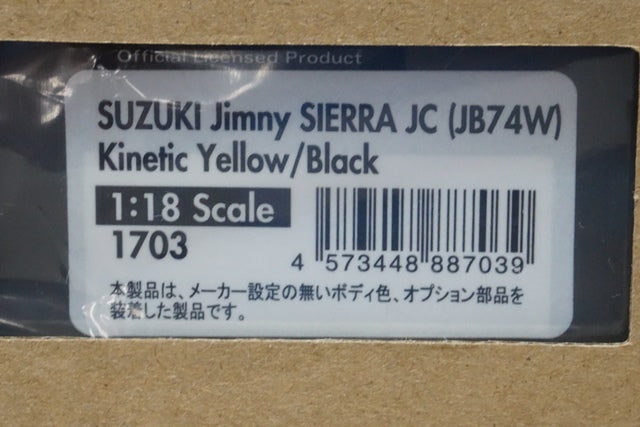 Official Licensed Product
SUZUKI Jimny SIERRA JC (JB74W)
Kinetic Yellow/Black
1:18 Scale
1703
4 573448 887039
本製品は、メーカー設定の無いボディ色、オプション部品を
装着した製品です。